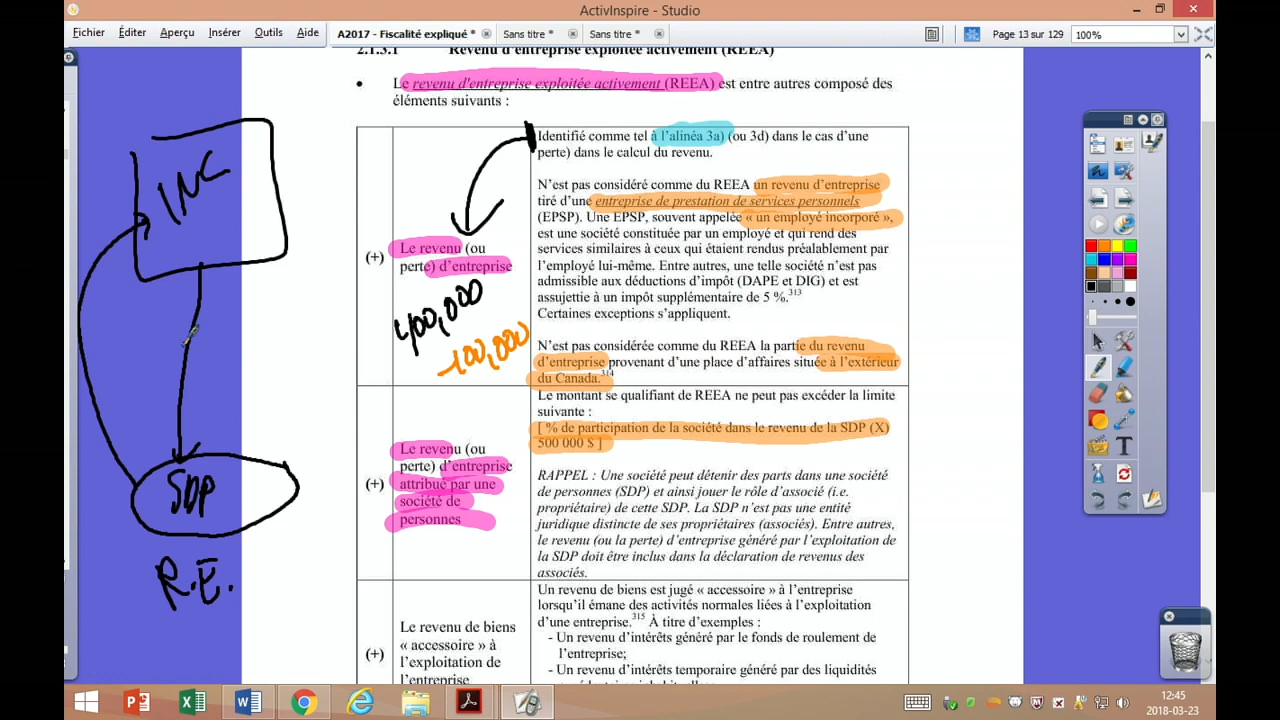 ActivInspire - Studio
Fichier Éditer Aperçu Insérer Outils Aide
A2017 - Fiscalité expliqué * Sans titre * Sans titre *
Page 13 sur 129
100%
2.1.3.1 Revenu d'entreprise exploitée activement (REEA)
• Le revenu d'entreprise exploitée activement (REEA) est entre autres composé des
éléments suivants :
(+)
Le revenu (ou
perte) d'entreprise
400,000
-100,000
Identifié comme tel à l'alinéa 3a) (ou 3d) dans le cas d'une
perte) dans le calcul du revenu.
N'est pas considéré comme du REEA un revenu d'entreprise
tiré d'une entreprise de prestation de services personnels
(EPSP). Une EPSP, souvent appelée « un employé incorporé »,
est une société constituée par un employé et qui rend des
services similaires à ceux qui étaient rendus préalablement par
l'employé lui-même. Entre autres, une telle société n'est pas
admissible aux déductions d'impôt (DAPE et DIG) et est
assujettie à un impôt supplémentaire de 5 %.313
Certaines exceptions s'appliquent.
N'est pas considérée comme du REEA la partie du revenu
d'entreprise provenant d'une place d'affaires située à l'extérieur
du Canada.314
(+)
Le revenu (ou
perte) d'entreprise
attribué par une
société de
personnes
Le montant se qualifiant de REEA ne peut pas excéder la limite
suivante :
[ % de participation de la société dans le revenu de la SDP (X)
500 000 $ ]
RAPPEL : Une société peut détenir des parts dans une société
de personnes (SDP) et ainsi jouer le rôle d'associé (i.e.
propriétaire) de cette SDP. La SDP n'est pas une entité
juridique distincte de ses propriétaires (associés). Entre autres,
le revenu (ou la perte) d'entreprise généré par l'exploitation de
la SDP doit être inclus dans la déclaration de revenus des
associés.
(+)
Le revenu de biens
« accessoire » à
l'exploitation de
l'entreprise
Un revenu de biens est jugé « accessoire » à l'entreprise
lorsqu'il émane des activités normales liées à l'exploitation
d'une entreprise.315 À titre d'exemples :
- Un revenu d'intérêts généré par le fonds de roulement de
l'entreprise;
- Un revenu d'intérêts temporaire généré par des liquidités
INC
SDP
R.E.
12:45
2018-03-23